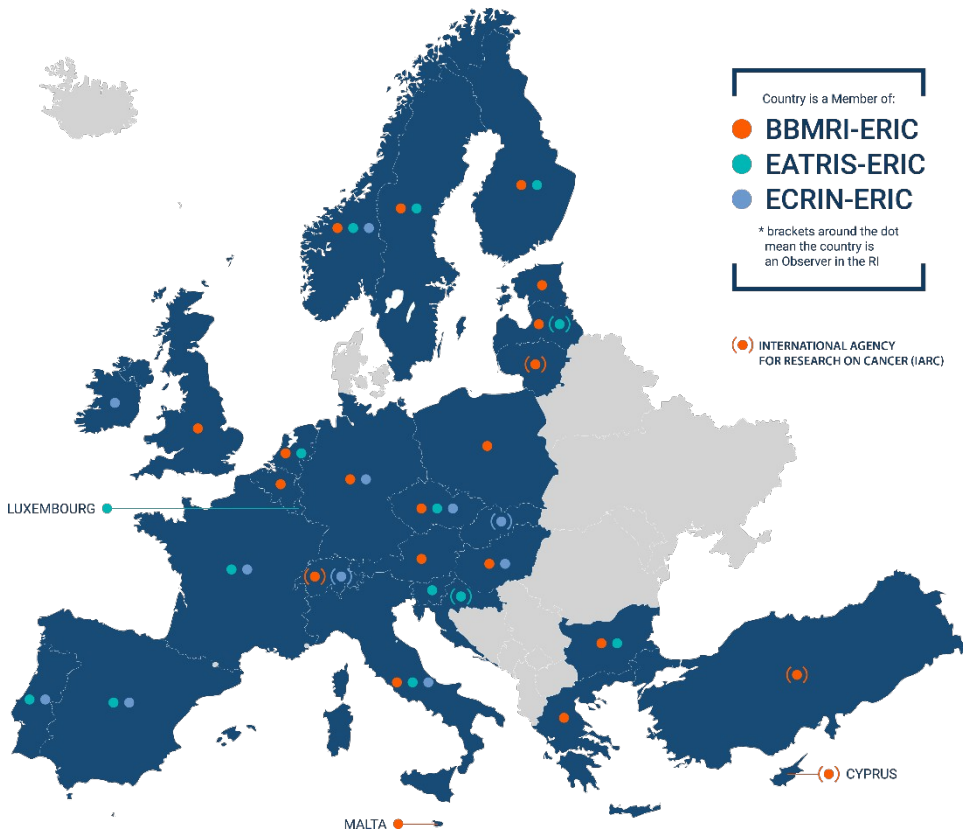 Country is a Member of:
BBMRI-ERIC
EATRIS-ERIC
ECRIN-ERIC
* brackets around the dot
mean the country is
an Observer in the RI
INTERNATIONAL AGENCY
FOR RESEARCH ON CANCER (IARC)
LUXEMBOURG
CYPRUS
MALTA